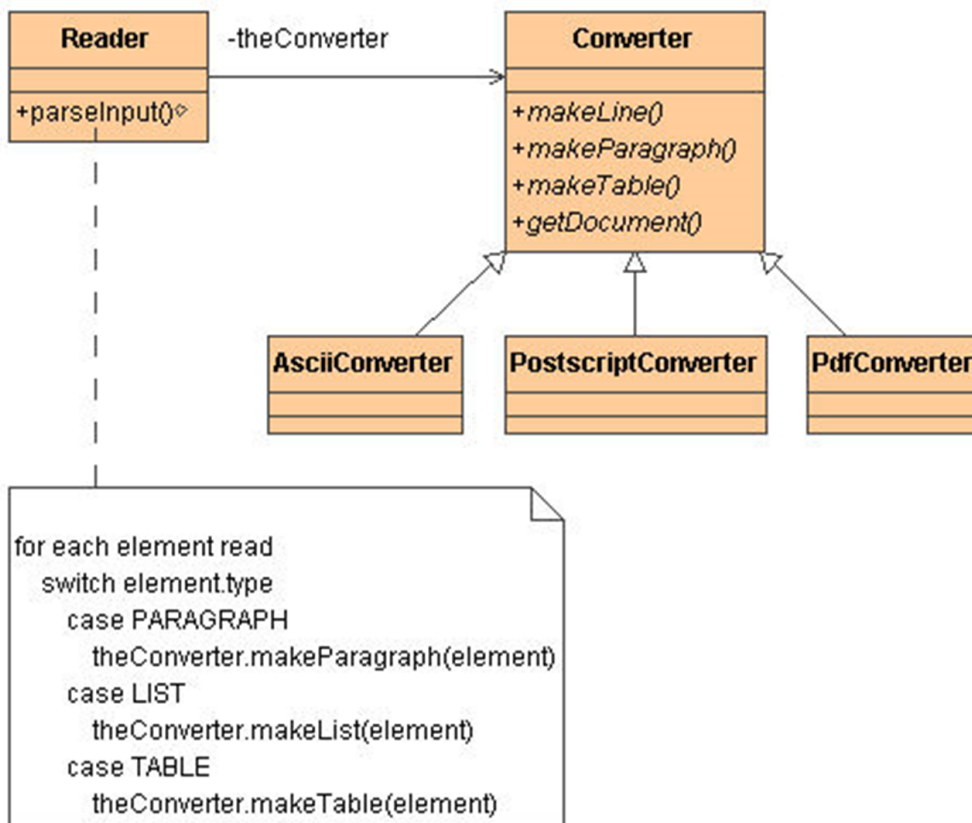 Reader
-theConverter
Converter
+parseInput()
+makeLine()
+makeParagraph()
+makeTable()
+getDocument()
AsciiConverter
PostscriptConverter
PdfConverter
for each element read
switch element.type
case PARAGRAPH
theConverter.makeParagraph(element)
case LIST
theConverter.makeList(element)
case TABLE
theConverter.makeTable(element)